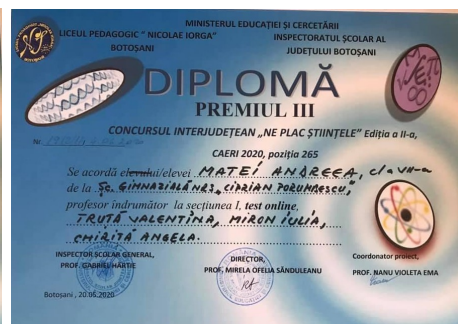 MINISTERUL EDUCAȚIEI ȘI CERCETĂRII
LICEUL PEDAGOGIC " NICOLAE IORGA"
BOTOȘANI
INSPECTORATUL ȘCOLAR AL
JUDEȚULUI BOTOȘANI
DIPLOMĂ
PREMIUL III
CONCURSUL INTERJUDEȚEAN „NE PLAC ȘTIINȚELE" Ediția a II-a,
Nr.
CAERI 2020, poziția 265
Se acordă elevului/elevei MATEI ANDREEA, cla VII-a
de la ȘC. GIMNAZIALĂ NR3 „CIPRIAN PORUMBESCU",
profesor îndrumător la secțiunea I, test online,
TRUȚĂ VALENTINA, MIRON IULIA,
CHIRIȚĂ ANGELA.
INSPECTOR ȘCOLAR GENERAL,
PROF. GABRIEL HÂRTIE
DIRECTOR,
PROF. MIRELA OFELIA SĂNDULEANU
Coordonator proiect,
PROF. NANU VIOLETA EMA
Botoșani , 20.06.2020